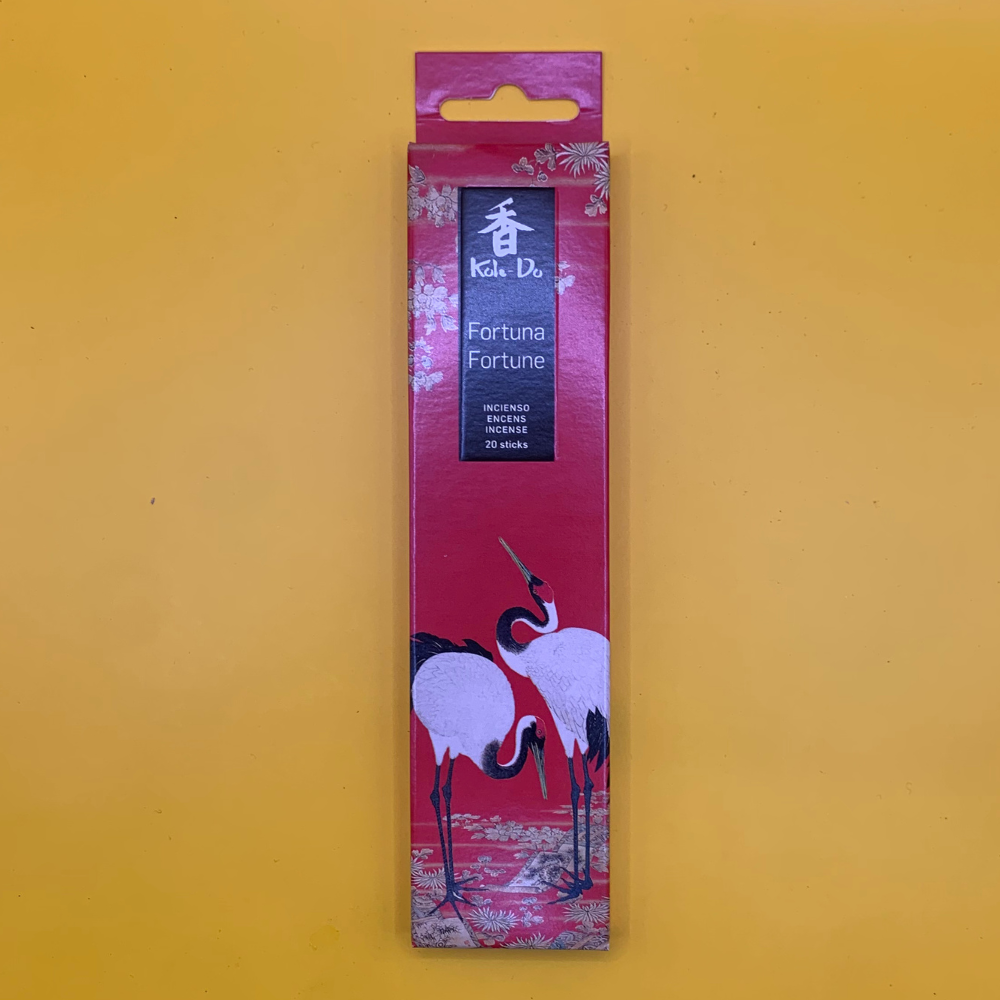 香
Koh-Do
Fortuna
Fortune
INCIENSO
ENCENS
INCENSE
20 sticks